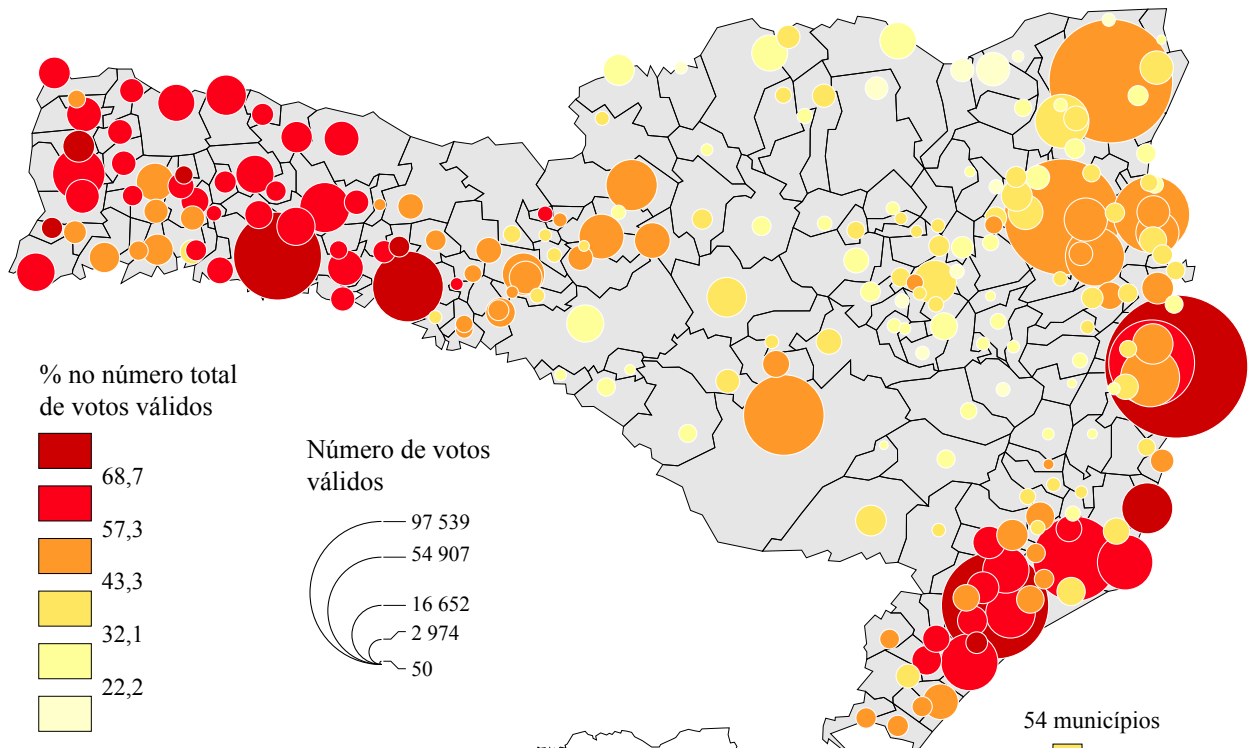 % no número total
de votos válidos
68,7
57,3
43,3
32,1
22,2
Número de votos
válidos
97 539
54 907
16 652
2 974
50
54 municípios